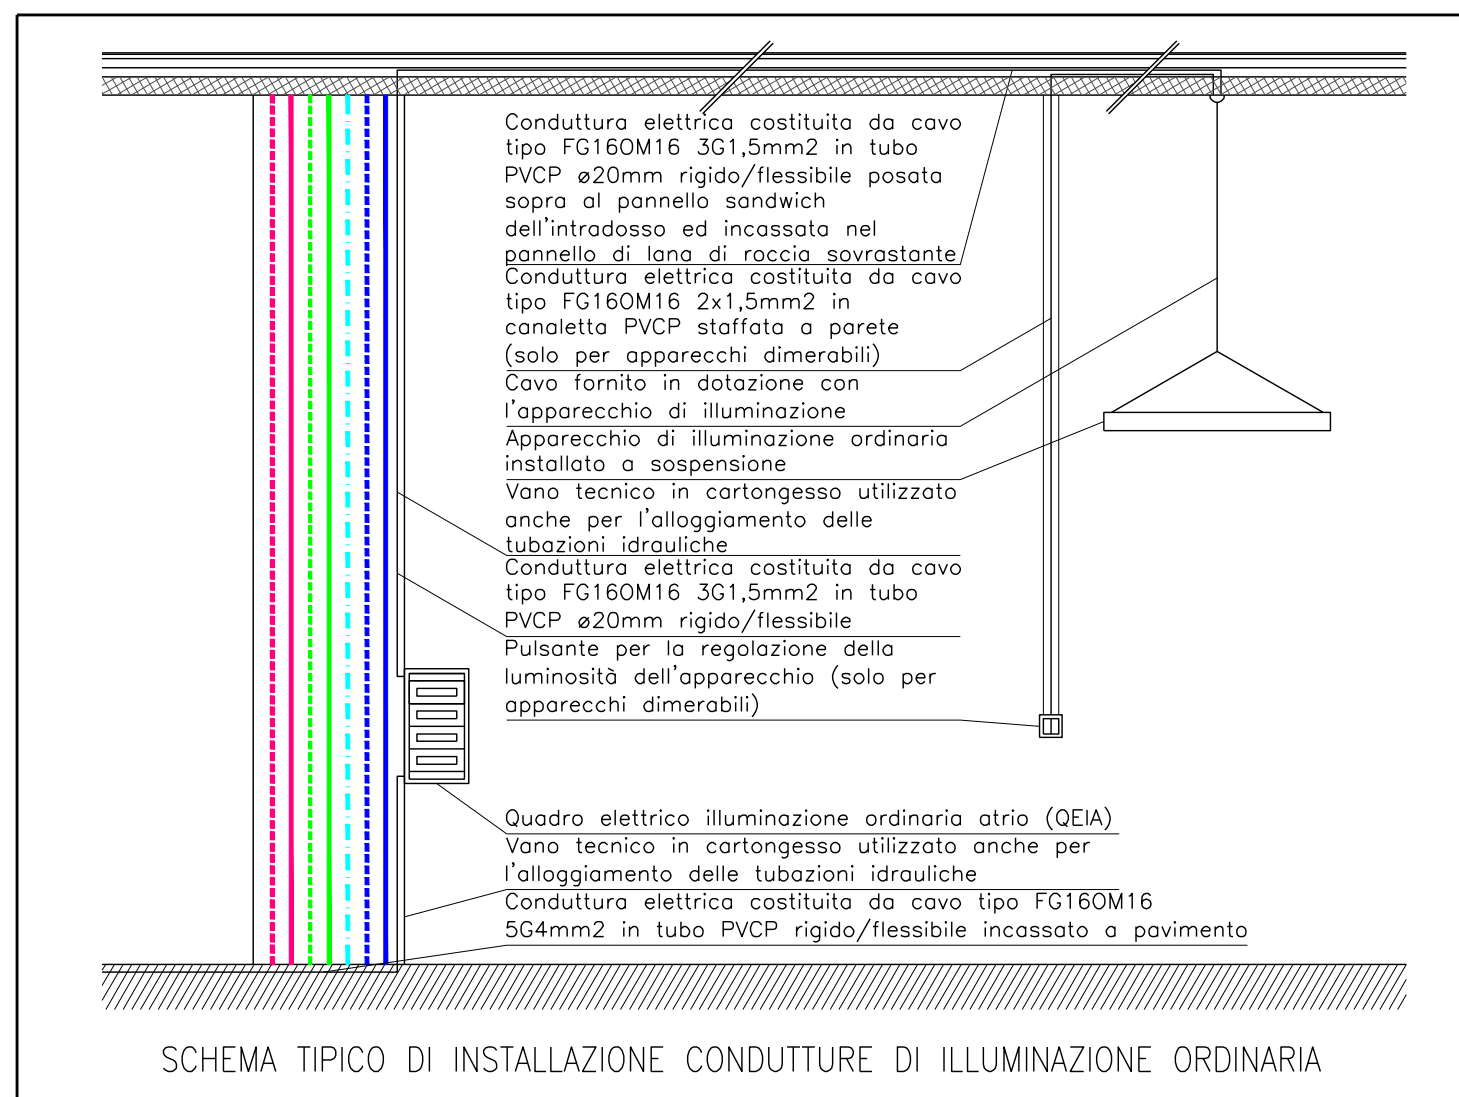 Conduttura elettrica costituita da cavo
tipo FG16OM16 3G1,5mm2 in tubo
PVCP ø20mm rigido/flessibile posata
sopra al pannello sandwich
dell'intradosso ed incassata nel
pannello di lana di roccia sovrastante
Conduttura elettrica costituita da cavo
tipo FG16OM16 2x1,5mm2 in
canaletta PVCP staffata a parete
(solo per apparecchi dimerabili)
Cavo fornito in dotazione con
l'apparecchio di illuminazione
Apparecchio di illuminazione ordinaria
installato a sospensione
Vano tecnico in cartongesso utilizzato
anche per l'alloggiamento delle
tubazioni idrauliche
Conduttura elettrica costituita da cavo
tipo FG16OM16 3G1,5mm2 in tubo
PVCP ø20mm rigido/flessibile
Pulsante per la regolazione della
luminosità dell'apparecchio (solo per
apparecchi dimerabili)
Quadro elettrico illuminazione ordinaria atrio (QEIA)
Vano tecnico in cartongesso utilizzato anche per
l'alloggiamento delle tubazioni idrauliche
Conduttura elettrica costituita da cavo tipo FG16OM16
5G4mm2 in tubo PVCP rigido/flessibile incassato a pavimento
SCHEMA TIPICO DI INSTALLAZIONE CONDUTTURE DI ILLUMINAZIONE ORDINARIA